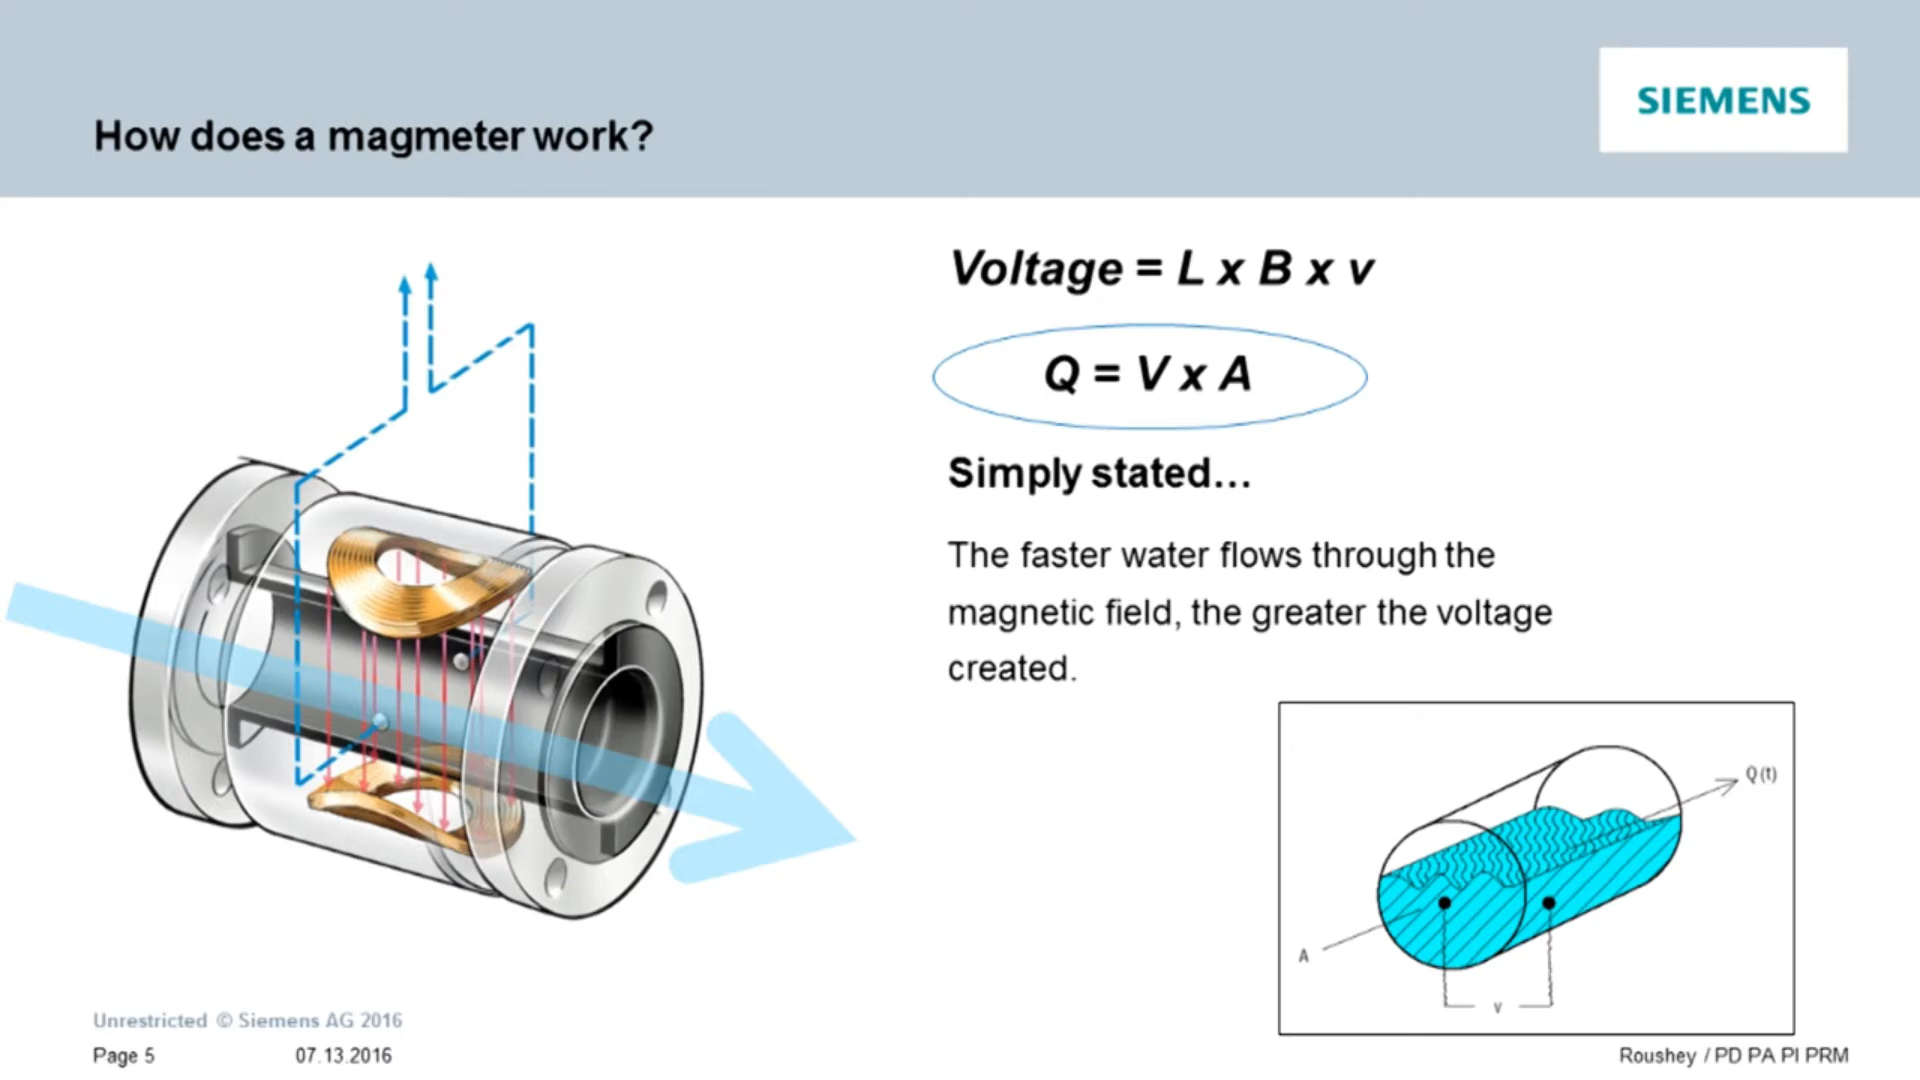 SIEMENS
How does a magmeter work?
Voltage = L x B x v
Q = V x A
Simply stated...
The faster water flows through the
magnetic field, the greater the voltage
created.
Q(t)
A
v
Unrestricted © Siemens AG 2016
Page 5 07.13.2016 Roushey / PD PA PI PRM